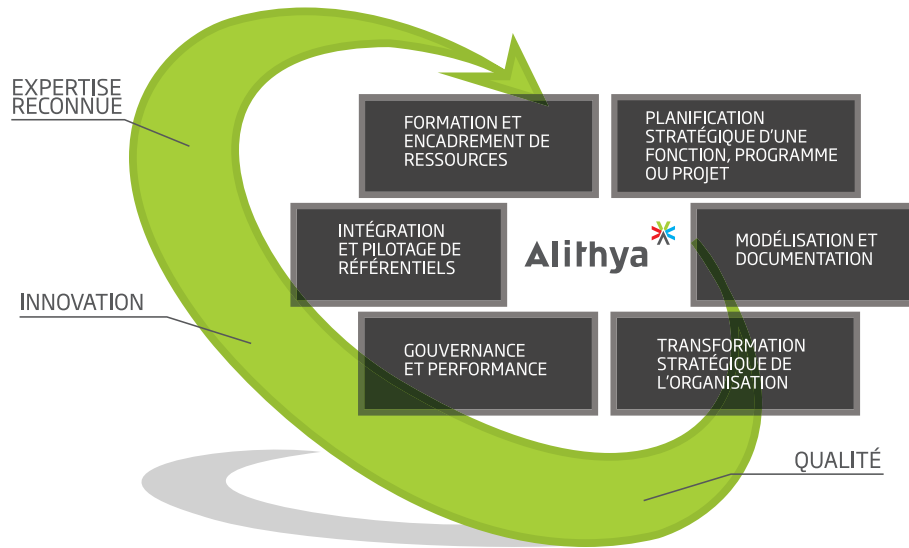 EXPERTISE
RECONNUE
FORMATION ET
ENCADREMENT DE
RESSOURCES
PLANIFICATION
STRATÉGIQUE D'UNE
FONCTION, PROGRAMME
OU PROJET
INTÉGRATION
ET PILOTAGE DE
RÉFÉRENTIELS
Alithya
MODÉLISATION ET
DOCUMENTATION
INNOVATION
GOUVERNANCE
ET PERFORMANCE
TRANSFORMATION
STRATÉGIQUE DE
L'ORGANISATION
QUALITÉ